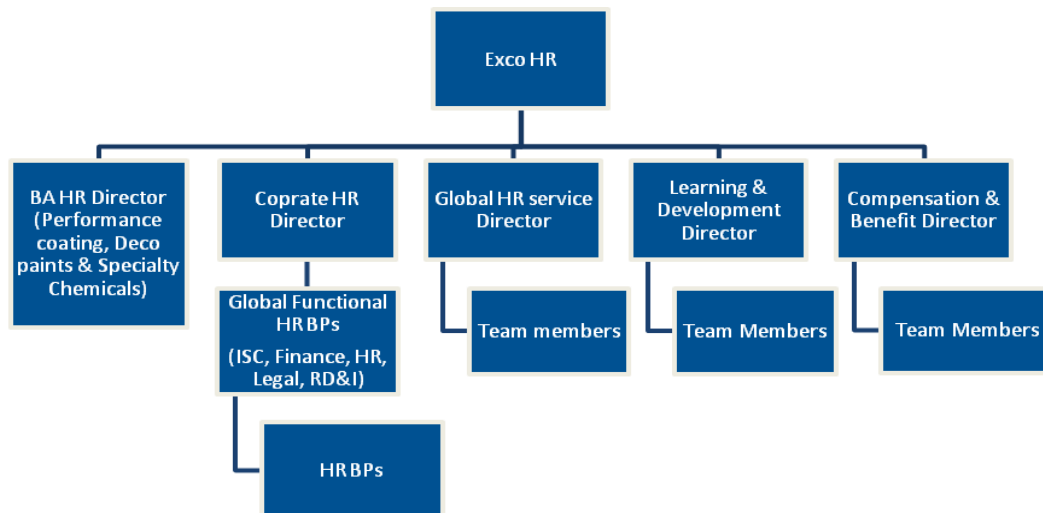 Exco HR
BA HR Director
(Performance
coating, Deco
paints & Specialty
Chemicals)
Coprate HR
Director
Global HR service
Director
Learning &
Development
Director
Compensation &
Benefit Director
Global Functional
HR BPs
(ISC, Finance, HR,
Legal, RD&I)
Team members
Team Members
Team Members
HR BPs